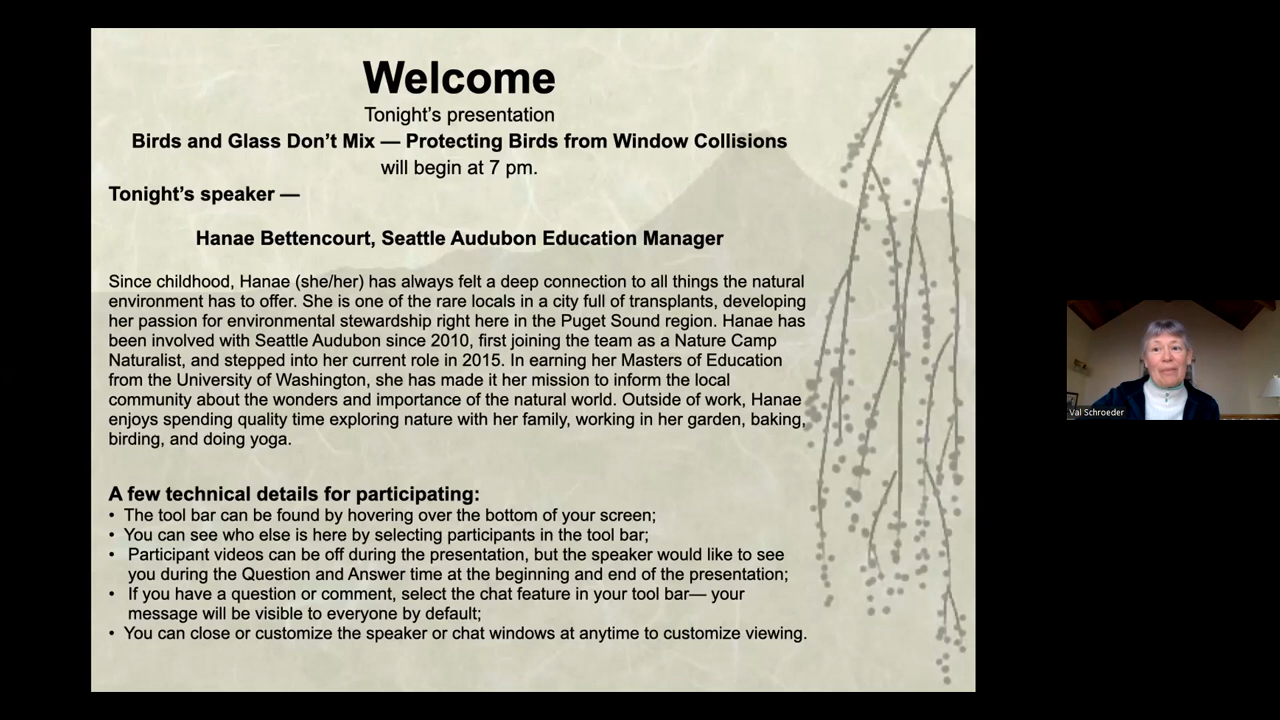 Welcome
Tonight’s presentation
Birds and Glass Don’t Mix — Protecting Birds from Window Collisions
will begin at 7 pm.
Tonight’s speaker —
Hanae Bettencourt, Seattle Audubon Education Manager
Since childhood, Hanae (she/her) has always felt a deep connection to all things the natural
environment has to offer. She is one of the rare locals in a city full of transplants, developing
her passion for environmental stewardship right here in the Puget Sound region. Hanae has
been involved with Seattle Audubon since 2010, first joining the team as a Nature Camp
Naturalist, and stepped into her current role in 2015. In earning her Masters of Education
from the University of Washington, she has made it her mission to inform the local
community about the wonders and importance of the natural world. Outside of work, Hanae
enjoys spending quality time exploring nature with her family, working in her garden, baking,
birding, and doing yoga.
A few technical details for participating:
• The tool bar can be found by hovering over the bottom of your screen;
• You can see who else is here by selecting participants in the tool bar;
• Participant videos can be off during the presentation, but the speaker would like to see
you during the Question and Answer time at the beginning and end of the presentation;
• If you have a question or comment, select the chat feature in your tool bar— your
message will be visible to everyone by default;
• You can close or customize the speaker or chat windows at anytime to customize viewing.
Val Schroeder